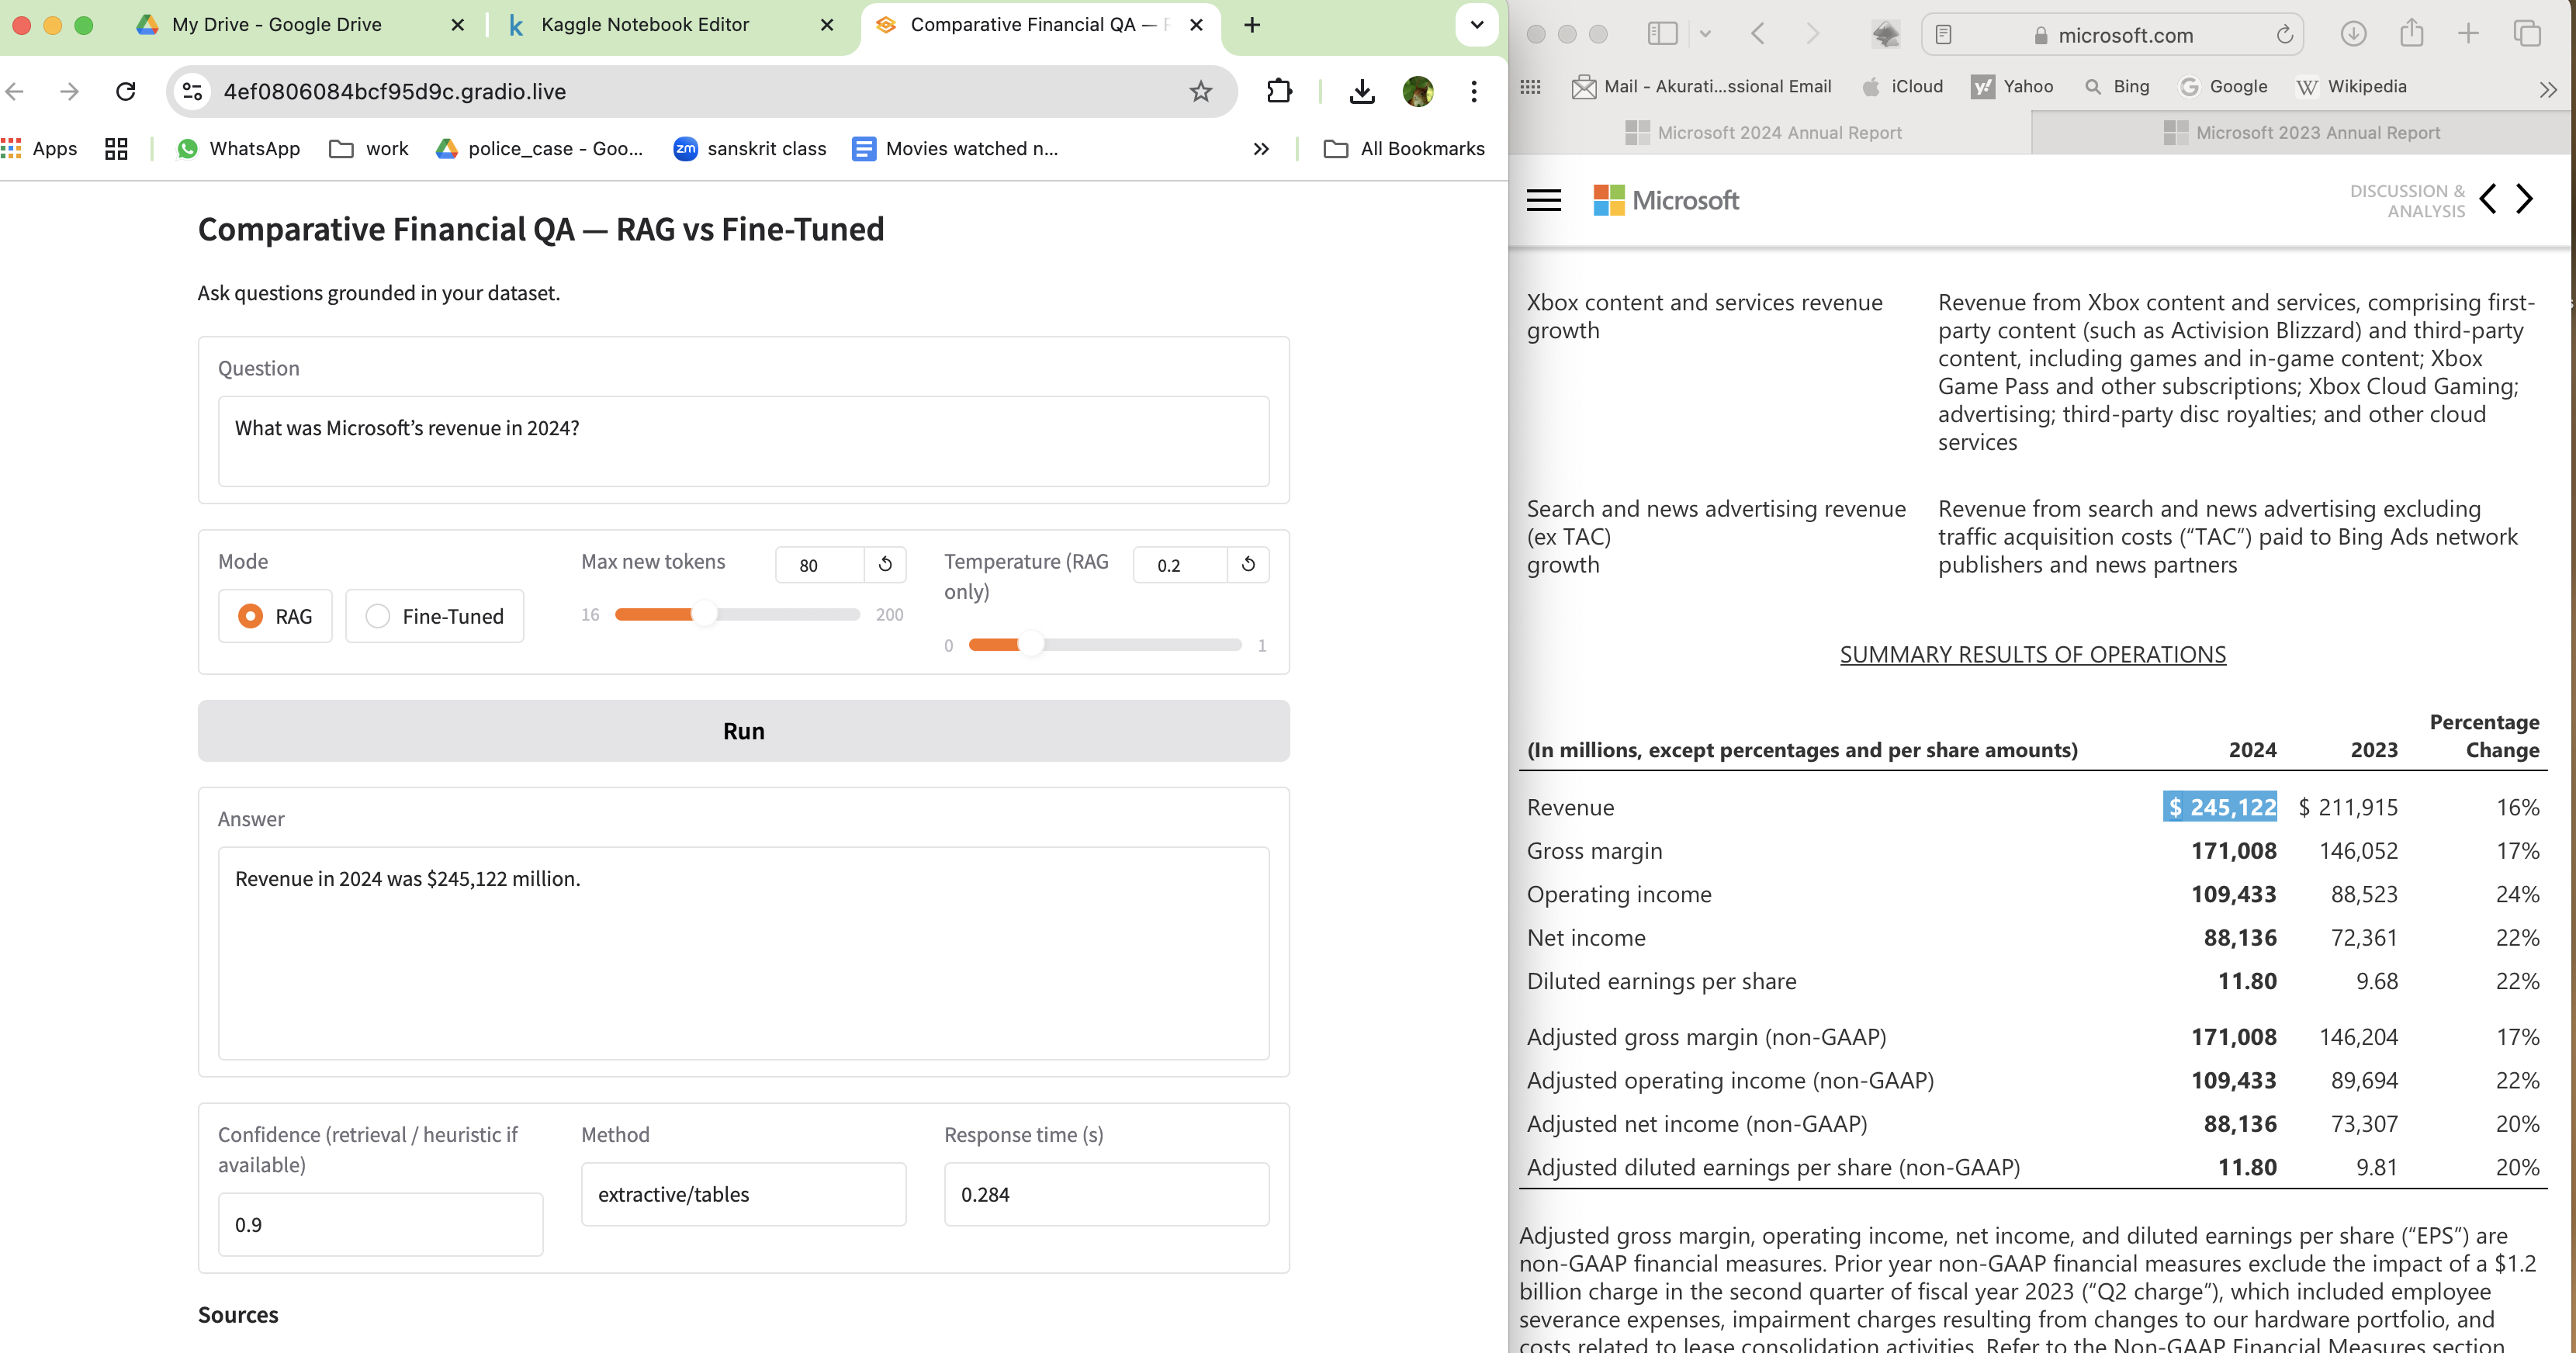 My Drive - Google Drive
Kaggle Notebook Editor
Comparative Financial QA —
4ef0806084bcf95d9c.gradio.live
Apps
WhatsApp
work
police_case - Goo...
zm
sanskrit class
Movies watched n...
»
All Bookmarks
Comparative Financial QA — RAG vs Fine-Tuned
Ask questions grounded in your dataset.
Question
What was Microsoft’s revenue in 2024?
Mode
RAG
Fine-Tuned
Max new tokens
80
16
200
Temperature (RAG only)
0.2
0
1
Run
Answer
Revenue in 2024 was $245,122 million.
Confidence (retrieval / heuristic if
available)
0.9
Method
extractive/tables
Response time (s)
0.284
Sources
microsoft.com
Mail - Akurati...ssional Email
iCloud
Yahoo
Bing
Google
Wikipedia
»
Microsoft 2024 Annual Report
Microsoft 2023 Annual Report
Microsoft
DISCUSSION &
ANALYSIS
Xbox content and services revenue
growth
Revenue from Xbox content and services, comprising first-
party content (such as Activision Blizzard) and third-party
content, including games and in-game content; Xbox
Game Pass and other subscriptions; Xbox Cloud Gaming;
advertising; third-party disc royalties; and other cloud
services
Search and news advertising revenue
(ex TAC)
growth
Revenue from search and news advertising excluding
traffic acquisition costs (“TAC”) paid to Bing Ads network
publishers and news partners
SUMMARY RESULTS OF OPERATIONS
(In millions, except percentages and per share amounts) 2024 2023 Percentage Change
Revenue $ 245,122 $ 211,915 16%
Gross margin 171,008 146,052 17%
Operating income 109,433 88,523 24%
Net income 88,136 72,361 22%
Diluted earnings per share 11.80 9.68 22%
Adjusted gross margin (non-GAAP) 171,008 146,204 17%
Adjusted operating income (non-GAAP) 109,433 89,694 22%
Adjusted net income (non-GAAP) 88,136 73,307 20%
Adjusted diluted earnings per share (non-GAAP) 11.80 9.81 20%
Adjusted gross margin, operating income, net income, and diluted earnings per share (“EPS”) are
non-GAAP financial measures. Prior year non-GAAP financial measures exclude the impact of a $1.2
billion charge in the second quarter of fiscal year 2023 (“Q2 charge”), which included employee
severance expenses, impairment charges resulting from changes to our hardware portfolio, and
costs related to lease consolidation activities. Refer to the Non-GAAP Financial Measures section